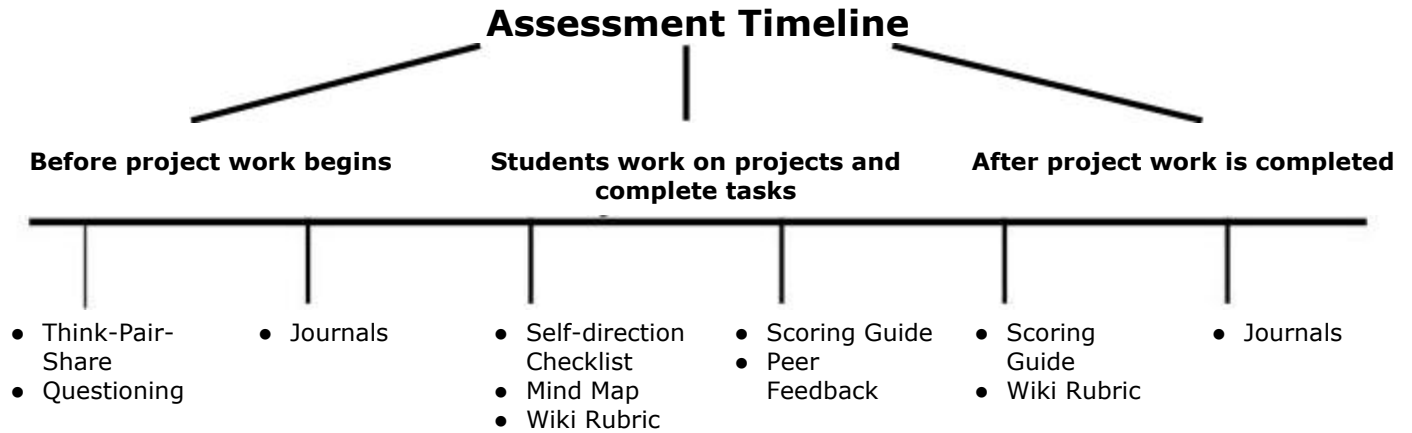 Assessment Timeline
Before project work begins
Students work on projects and
complete tasks
After project work is completed
● Think-Pair-
Share
● Questioning
● Journals
● Self-direction
Checklist
● Mind Map
● Wiki Rubric
● Scoring Guide
● Peer
Feedback
● Scoring
Guide
● Wiki Rubric
● Journals